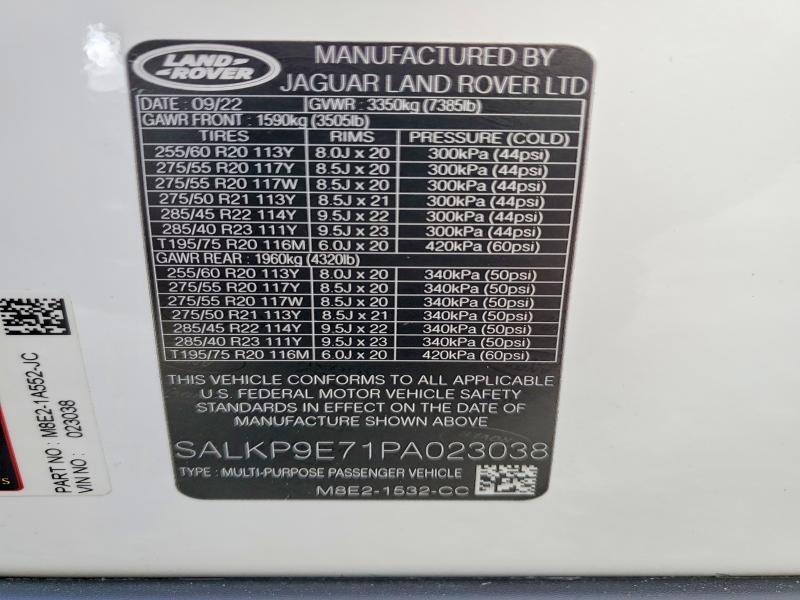 LAND-ROVER
MANUFACTURED BY
JAGUAR LAND ROVER LTD
DATE : 09/22 GVWR : 3350kg (7385lb)
GAWR FRONT : 1590kg (3505lb)
TIRES RIMS PRESSURE (COLD)
255/60 R20 113Y 8.0J x 20 300kPa (44psi)
275/55 R20 117Y 8.5J x 20 300kPa (44psi)
275/55 R20 117W 8.5J x 20 300kPa (44psi)
275/50 R21 113Y 8.5J x 21 300kPa (44psi)
285/45 R22 114Y 9.5J x 22 300kPa (44psi)
285/40 R23 111Y 9.5J x 23 300kPa (44psi)
T195/75 R20 116M 6.0J x 20 420kPa (60psi)
GAWR REAR : 1960kg (4320lb)
255/60 R20 113Y 8.0J x 20 340kPa (50psi)
275/55 R20 117Y 8.5J x 20 340kPa (50psi)
275/55 R20 117W 8.5J x 20 340kPa (50psi)
275/50 R21 113Y 8.5J x 21 340kPa (50psi)
285/45 R22 114Y 9.5J x 22 340kPa (50psi)
285/40 R23 111Y 9.5J x 23 340kPa (50psi)
T195/75 R20 116M 6.0J x 20 420kPa (60psi)
THIS VEHICLE CONFORMS TO ALL APPLICABLE
U.S. FEDERAL MOTOR VEHICLE SAFETY
STANDARDS IN EFFECT ON THE DATE OF
MANUFACTURE SHOWN ABOVE
SALKP9E71PA023038
TYPE : MULTI-PURPOSE PASSENGER VEHICLE
M8E2-1532-CC
PART NO : M8E2-1A552-JC
VIN NO : 023038